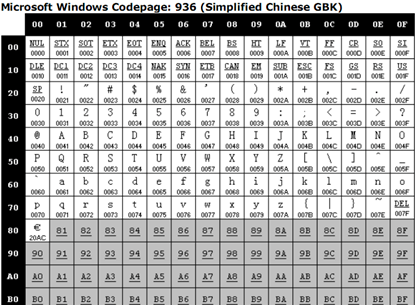 Microsoft Windows Codepage: 936 (Simplified Chinese GBK)
00 01 02 03 04 05 06 07 08 09 0A 0B 0C 0D 0E 0F
00 NUL STX SOT ETX EOT ENQ ACK BEL BS HT LF VT FF CR SO SI
0000 0001 0002 0003 0004 0005 0006 0007 0008 0009 000A 000B 000C 000D 000E 000F
10 DLE DC1 DC2 DC3 DC4 NAK SYN ETB CAN EM SUB ESC FS GS RS US
0010 0011 0012 0013 0014 0015 0016 0017 0018 0019 001A 001B 001C 001D 001E 001F
20 SP ! " # $ % & ' ( ) * + , - . /
0020 0021 0022 0023 0024 0025 0026 0027 0028 0029 002A 002B 002C 002D 002E 002F
30 0 1 2 3 4 5 6 7 8 9 : ; < = > ?
0030 0031 0032 0033 0034 0035 0036 0037 0038 0039 003A 003B 003C 003D 003E 003F
40 @ A B C D E F G H I J K L M N O
0040 0041 0042 0043 0044 0045 0046 0047 0048 0049 004A 004B 004C 004D 004E 004F
50 P Q R S T U V W X Y Z [ \ ] ^ _
0050 0051 0052 0053 0054 0055 0056 0057 0058 0059 005A 005B 005C 005D 005E 005F
60 ` a b c d e f g h i j k l m n o
0060 0061 0062 0063 0064 0065 0066 0067 0068 0069 006A 006B 006C 006D 006E 006F
70 p q r s t u v w x y z { | } ~ DEL
0070 0071 0072 0073 0074 0075 0076 0077 0078 0079 007A 007B 007C 007D 007E 007F
80 € 81 82 83 84 85 86 87 88 89 8A 8B 8C 8D 8E 8F
20AC
90 90 91 92 93 94 95 96 97 98 99 9A 9B 9C 9D 9E 9F
A0 A0 A1 A2 A3 A4 A5 A6 A7 A8 A9 AA AB AC AD AE AF
B0 B0 B1 B2 B3 B4 B5 B6 B7 B8 B9 BA BB BC BD BE BF